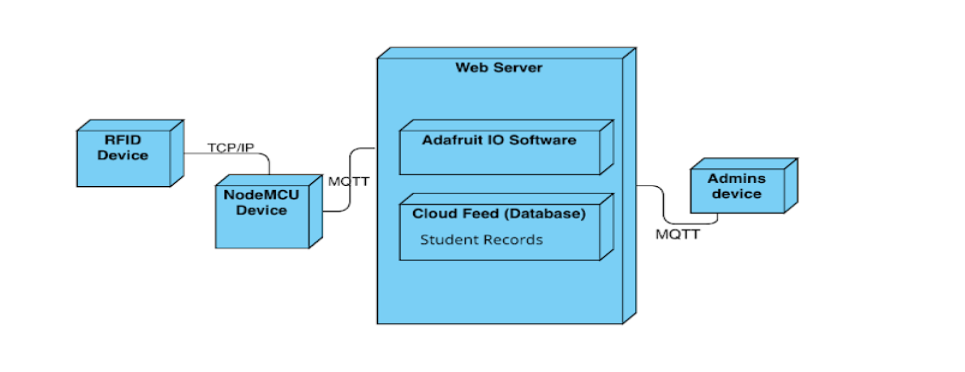 Web Server
RFID
Device
TCP/IP
Adafruit IO Software
NodeMCU
Device
MQTT
Cloud Feed (Database)
Student Records
Admins
device
MQTT